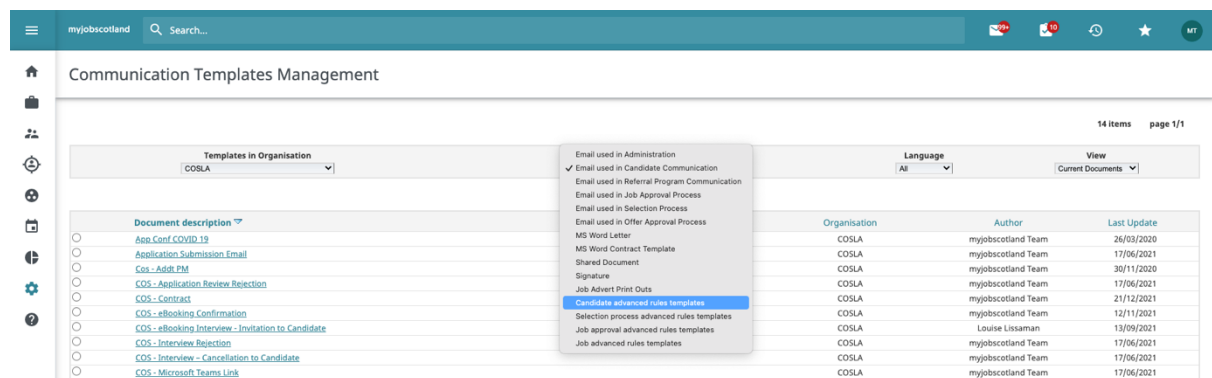 myjobscotland Search... 99+ 10 MT
Communication Templates Management
14 items page 1/1
Templates in Organisation
COSLA
Email used in Administration
✓ Email used in Candidate Communication
Email used in Referral Program Communication
Email used in Job Approval Process
Email used in Selection Process
Email used in Offer Approval Process
MS Word Letter
MS Word Contract Template
Shared Document
Signature
Job Advert Print Outs
Candidate advanced rules templates
Selection process advanced rules templates
Job approval advanced rules templates
Job advanced rules templates
Language
All
View
Current Documents
Document description Organisation Author Last Update
App Conf COVID 19 COSLA myjobscotland Team 26/03/2020
Application Submission Email COSLA myjobscotland Team 17/06/2021
Cos - Addt PM COSLA myjobscotland Team 30/11/2020
COS - Application Review Rejection COSLA myjobscotland Team 17/06/2021
COS - Contract COSLA myjobscotland Team 21/12/2021
COS - eBooking Confirmation COSLA myjobscotland Team 12/11/2021
COS - eBooking Interview - Invitation to Candidate COSLA Louise Lissaman 13/09/2021
COS - Interview Rejection COSLA myjobscotland Team 17/06/2021
COS - Interview – Cancellation to Candidate COSLA myjobscotland Team 17/06/2021
COS - Microsoft Teams Link COSLA myjobscotland Team 17/06/2021